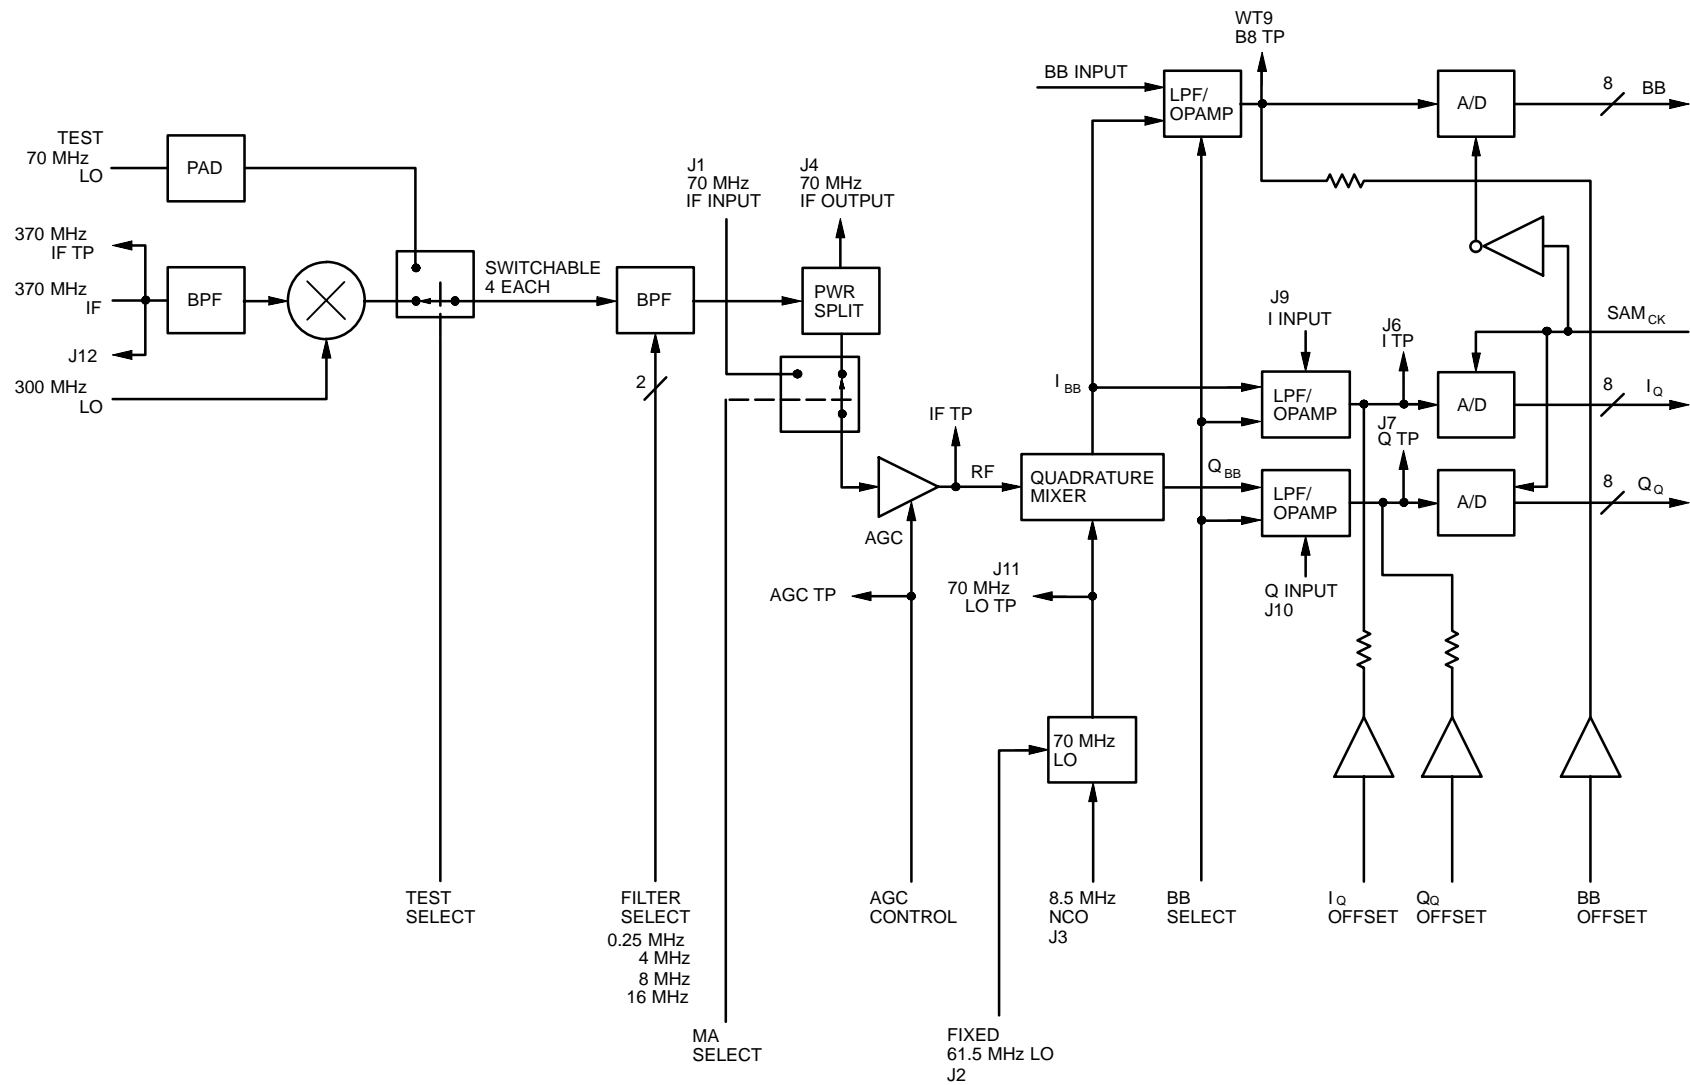 WT9
B8 TP
BB INPUT
LPF/
OPAMP
A/D
8
BB
TEST
70 MHz
LO
PAD
J1
70 MHz
IF INPUT
J4
70 MHz
IF OUTPUT
370 MHz
IF TP
370 MHz
IF
J12
300 MHz
LO
BPF
SWITCHABLE
4 EACH
BPF
PWR
SPLIT
2
J9
I INPUT
J6
I TP
SAM CK
I BB
LPF/
OPAMP
A/D
8
I Q
J7
Q TP
IF TP
RF
QUADRATURE
MIXER
Q BB
LPF/
OPAMP
A/D
8
Q Q
AGC
AGC TP
J11
70 MHz
LO TP
Q INPUT
J10
70 MHz
LO
TEST
SELECT
FILTER
SELECT
0.25 MHz
4 MHz
8 MHz
16 MHz
MA
SELECT
AGC
CONTROL
8.5 MHz
NCO
J3
FIXED
61.5 MHz LO
J2
BB
SELECT
I Q
OFFSET
QQ
OFFSET
BB
OFFSET